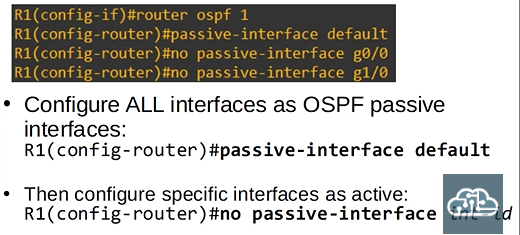 R1(config-if)#router ospf 1
R1(config-router)#passive-interface default
R1(config-router)#no passive-interface g0/0
R1(config-router)#no passive-interface g1/0
• Configure ALL interfaces as OSPF passive
interfaces:
R1(config-router)#passive-interface default
• Then configure specific interfaces as active:
R1(config-router)#no passive-interface int-id